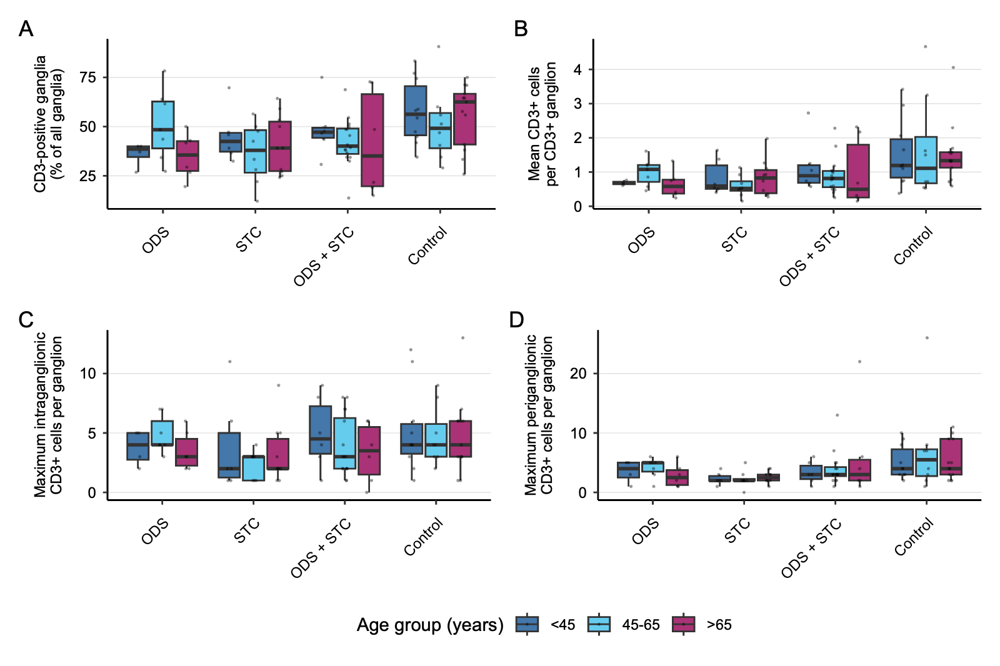 A
CD3-positive ganglia
(% of all ganglia)
75
50
25
ODS
STC
ODS + STC
Control
B
Mean CD3+ cells
per CD3+ ganglion
4
3
2
1
0
ODS
STC
ODS + STC
Control
C
Maximum intraganglionic
CD3+ cells per ganglion
10
5
0
ODS
STC
ODS + STC
Control
D
Maximum periganglionic
CD3+ cells per ganglion
20
10
0
ODS
STC
ODS + STC
Control
Age group (years) <45 45-65 >65